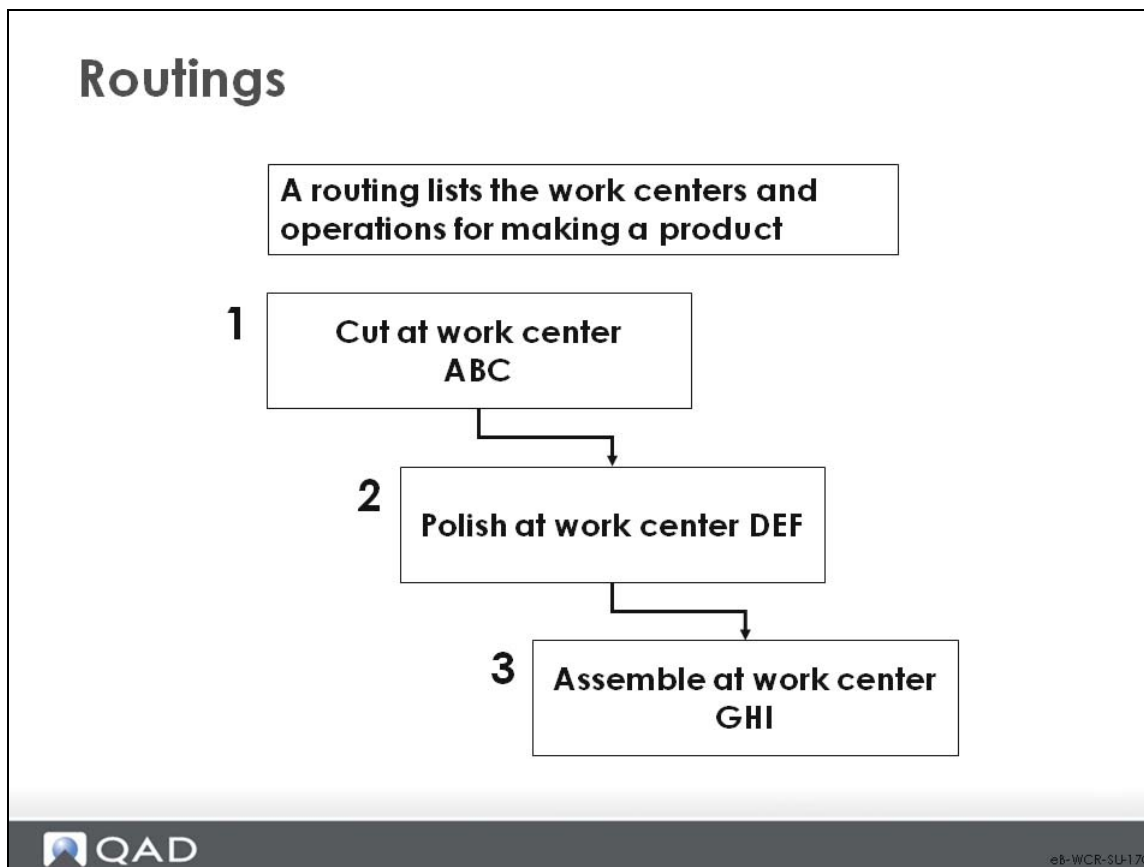 Routings
A routing lists the work centers and
operations for making a product
1
Cut at work center
ABC
2
Polish at work center DEF
3
Assemble at work center
GHI
QAD